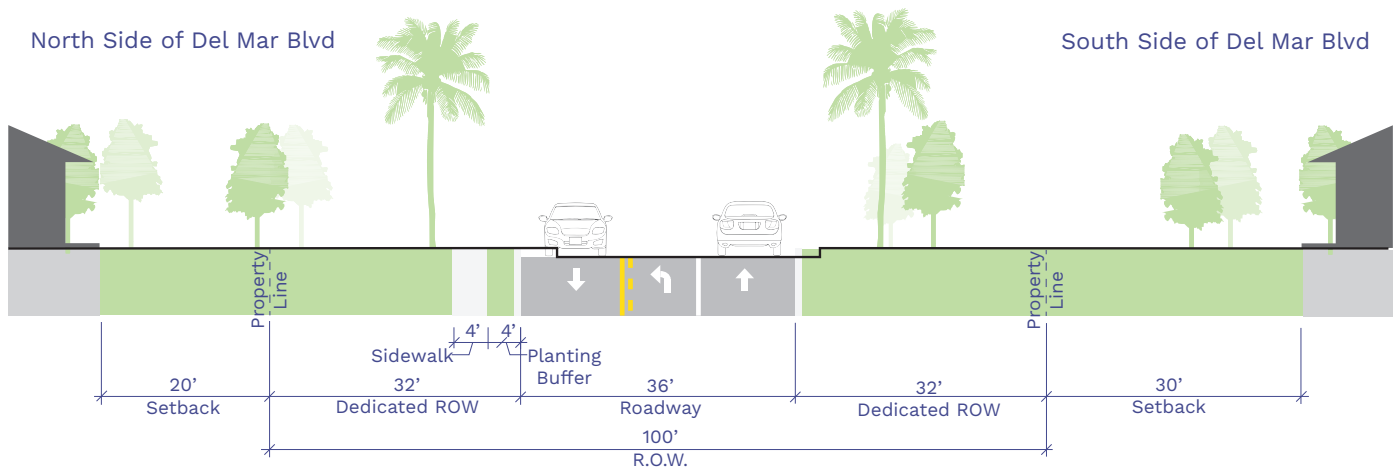 North Side of Del Mar Blvd
South Side of Del Mar Blvd
Property
Line
Property
Line
4’
4’
Sidewalk
Planting
Buffer
20’
Setback
32’
Dedicated ROW
36’
Roadway
32’
Dedicated ROW
30’
Setback
100’
R.O.W.